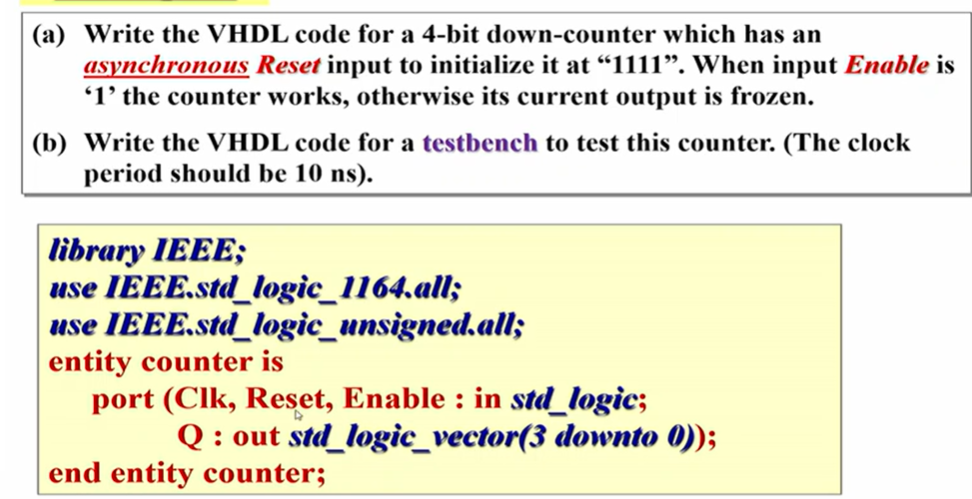 (a) Write the VHDL code for a 4-bit down-counter which has an
asynchronous Reset input to initialize it at “1111”. When input Enable is
‘1’ the counter works, otherwise its current output is frozen.
(b) Write the VHDL code for a testbench to test this counter. (The clock
period should be 10 ns).
library IEEE;
use IEEE.std_logic_1164.all;
use IEEE.std_logic_unsigned.all;
entity counter is
port (Clk, Reset, Enable : in std_logic;
Q : out std_logic_vector(3 downto 0));
end entity counter;